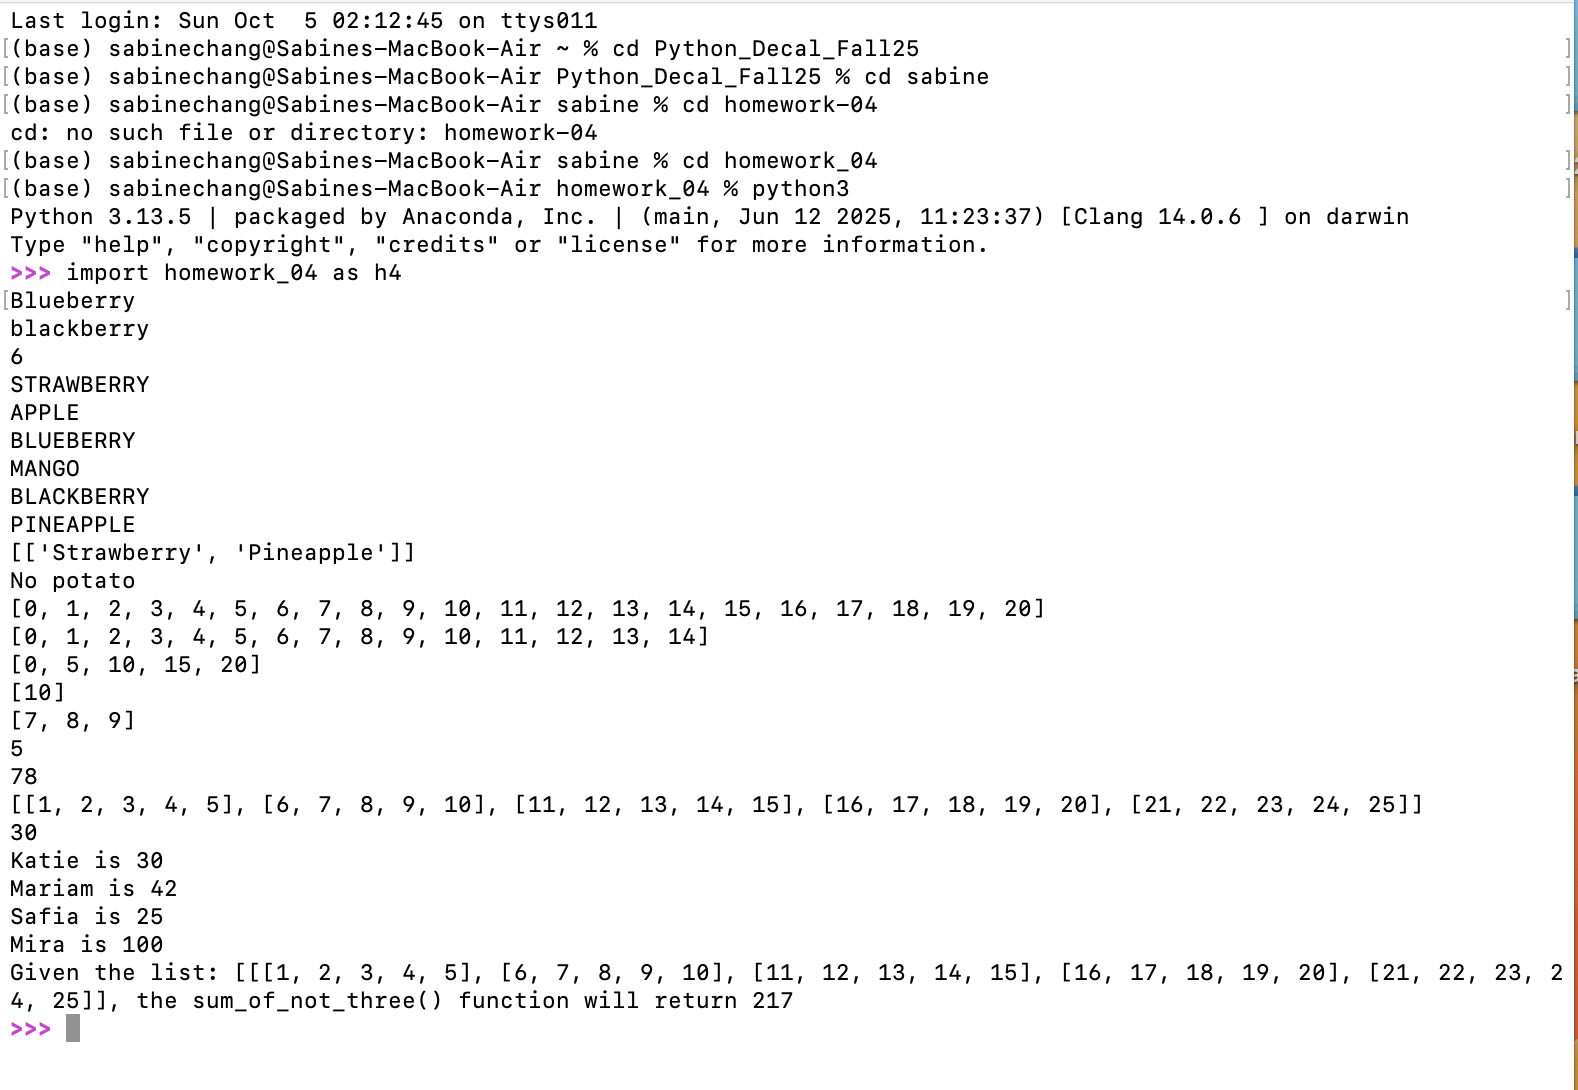 Last login: Sun Oct  5 02:12:45 on ttys011
[(base) sabinechang@Sabines-MacBook-Air ~ % cd Python_Decal_Fall25 ]
[(base) sabinechang@Sabines-MacBook-Air Python_Decal_Fall25 % cd sabine ]
[(base) sabinechang@Sabines-MacBook-Air sabine % cd homework-04 ]
cd: no such file or directory: homework-04
[(base) sabinechang@Sabines-MacBook-Air sabine % cd homework_04 ]
[(base) sabinechang@Sabines-MacBook-Air homework_04 % python3 ]
Python 3.13.5 | packaged by Anaconda, Inc. | (main, Jun 12 2025, 11:23:37) [Clang 14.0.6 ] on darwin
Type "help", "copyright", "credits" or "license" for more information.
>>> import homework_04 as h4
[Blueberry ]
blackberry
6
STRAWBERRY
APPLE
BLUEBERRY
MANGO
BLACKBERRY
PINEAPPLE
[['Strawberry', 'Pineapple']]
No potato
[0, 1, 2, 3, 4, 5, 6, 7, 8, 9, 10, 11, 12, 13, 14, 15, 16, 17, 18, 19, 20]
[0, 1, 2, 3, 4, 5, 6, 7, 8, 9, 10, 11, 12, 13, 14]
[0, 5, 10, 15, 20]
[10]
[7, 8, 9]
5
78
[[1, 2, 3, 4, 5], [6, 7, 8, 9, 10], [11, 12, 13, 14, 15], [16, 17, 18, 19, 20], [21, 22, 23, 24, 25]]
30
Katie is 30
Mariam is 42
Safia is 25
Mira is 100
Given the list: [[[1, 2, 3, 4, 5], [6, 7, 8, 9, 10], [11, 12, 13, 14, 15], [16, 17, 18, 19, 20], [21, 22, 23, 2
4, 25]], the sum_of_not_three() function will return 217
>>>